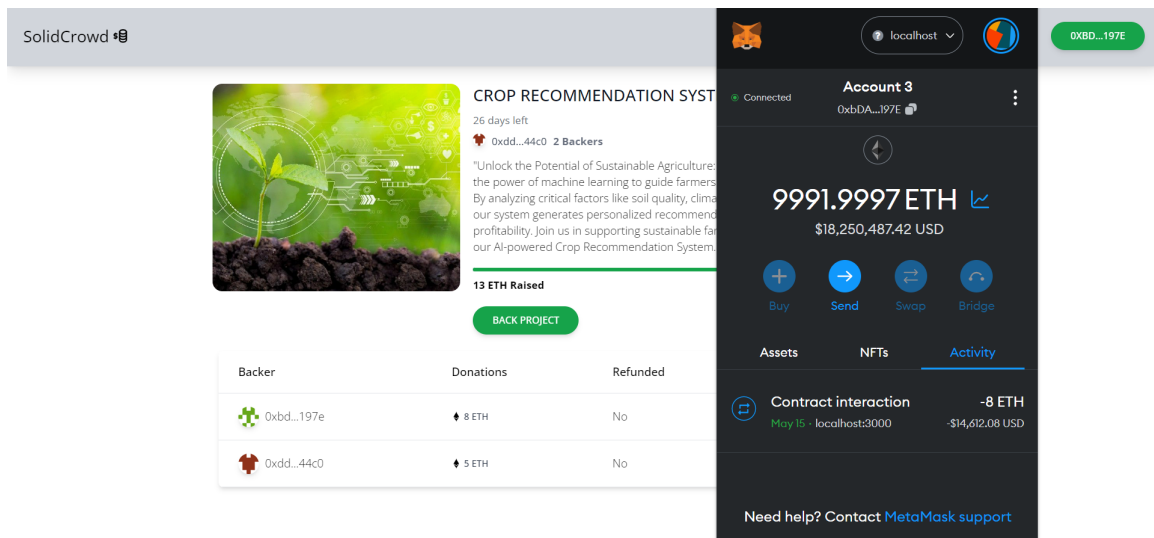 SolidCrowd
localhost
0XBD...197E
CROP RECOMMENDATION SYST
26 days left
0xdd...44c0 2 Backers
"Unlock the Potential of Sustainable Agriculture:
the power of machine learning to guide farmers
By analyzing critical factors like soil quality, clima
our system generates personalized recommend
profitability. Join us in supporting sustainable far
our AI-powered Crop Recommendation System.
13 ETH Raised
BACK PROJECT
Backer Donations Refunded
0xbd...197e 8 ETH No
0xdd...44c0 5 ETH No
Connected
Account 3
0xbDA...197E
9991.9997 ETH
$18,250,487.42 USD
Buy Send Swap Bridge
Assets NFTs Activity
Contract interaction -8 ETH
May 15 · localhost:3000 -$14,612.08 USD
Need help? Contact MetaMask support